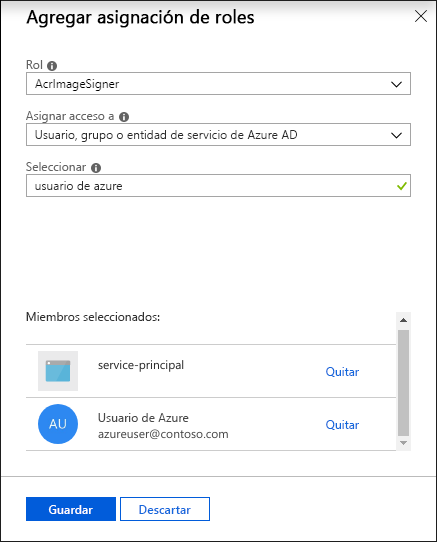 Agregar asignación de roles
Rol
AcrImageSigner
Asignar acceso a
Usuario, grupo o entidad de servicio de Azure AD
Seleccionar
usuario de azure
Miembros seleccionados:
service-principal
Quitar
AU
Usuario de Azure
azureuser@contoso.com
Quitar
Guardar
Descartar